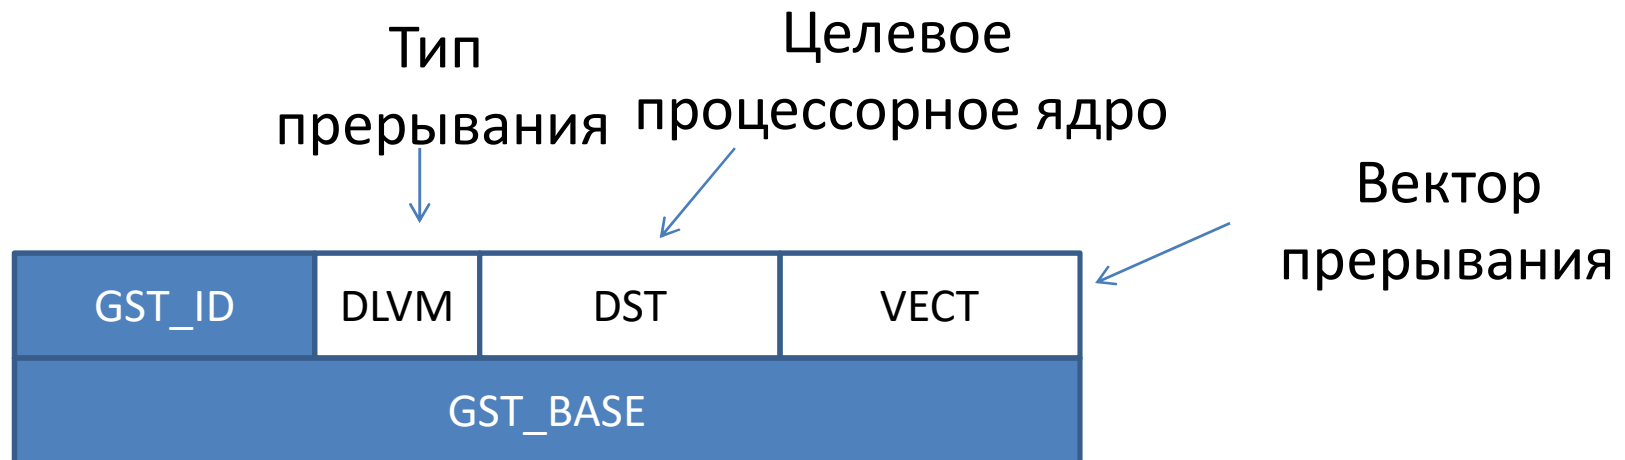 Тип
прерывания
Целевое
процессорное ядро
Вектор
прерывания
GST_ID DLVM DST VECT
GST_BASE